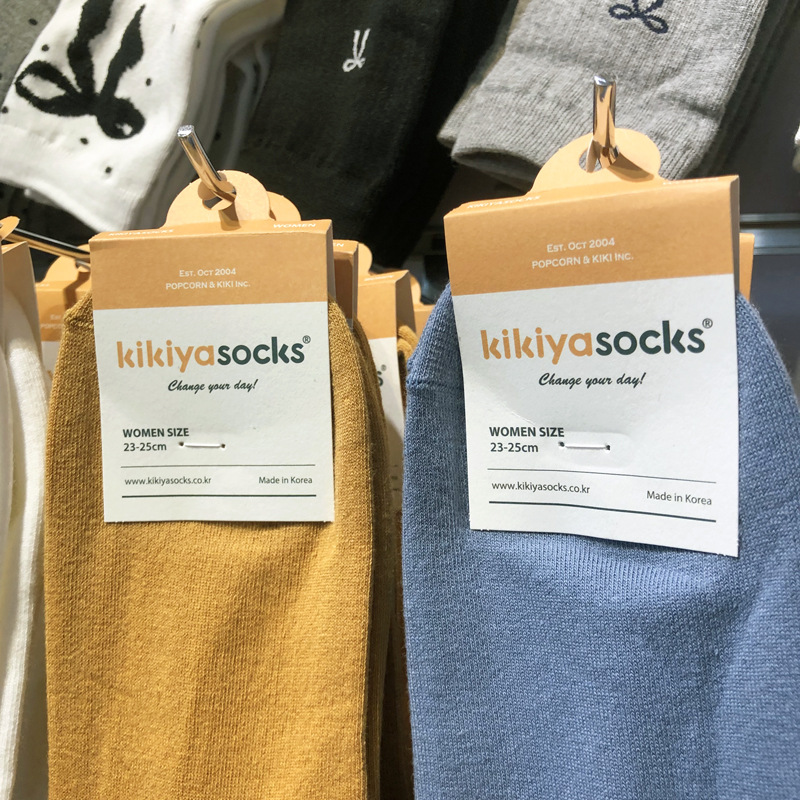 WOMEN
Est. Oct 2004
POPCORN & KIKI Inc.
kikiyasocks®
Change your day!
WOMEN SIZE
23-25cm
www.kikiyasocks.co.kr
Made in Korea
Est. Oct 2004
POPCORN & KIKI Inc.
kikiyasocks®
Change your day!
WOMEN SIZE
23-25cm
www.kikiyasocks.co.kr
Made in Korea